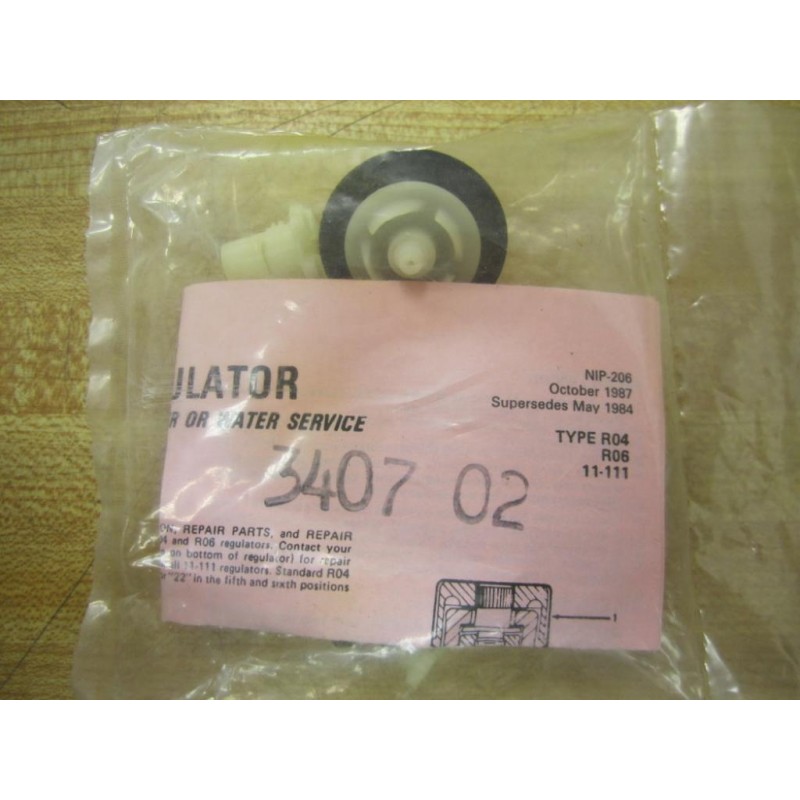 ULATOR
R OR WATER SERVICE
NIP-206
October 1987
Supersedes May 1984
TYPE R04
R06
11-111
3407 02
ON, REPAIR PARTS, and REPAIR
04 and R06 regulators. Contact your
on bottom of regulator) for repair
11-111 regulators. Standard R04
"22" in the fifth and sixth positions
1